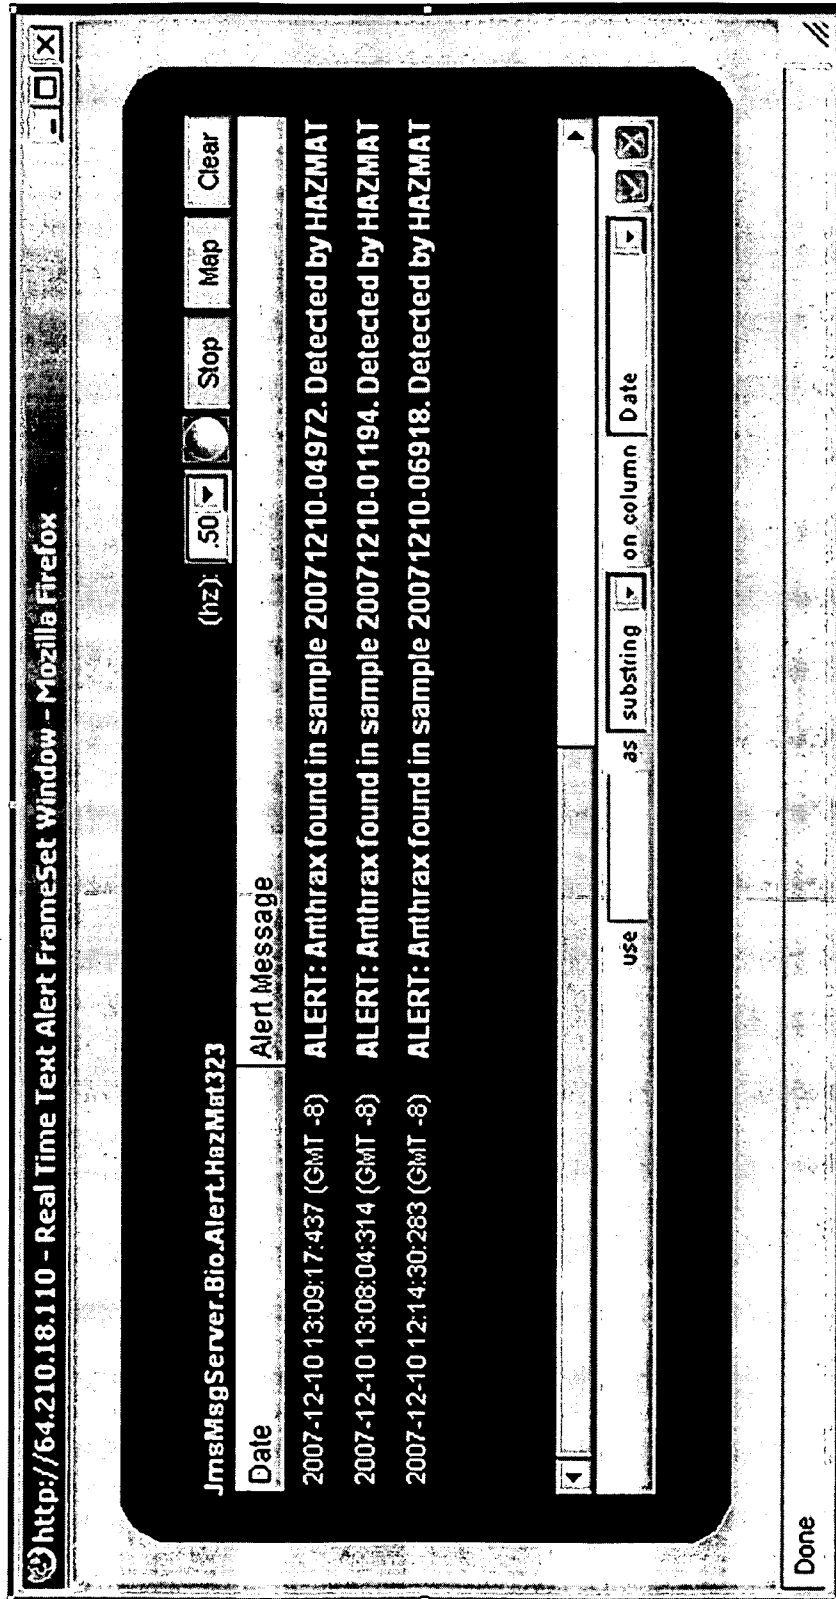 http://64.210.18.110 - Real Time Text Alert FrameSet Window - Mozilla Firefox
JmsMsgServer.Bio.Alert.HazMat323 (hz): .50 Stop Map Clear
Date Alert Message
2007-12-10 13:09:17:437 (GMT -8) ALERT: Anthrax found in sample 20071210-04972. Detected by HAZMAT
2007-12-10 13:08:04:314 (GMT -8) ALERT: Anthrax found in sample 20071210-01194. Detected by HAZMAT
2007-12-10 12:14:30:283 (GMT -8) ALERT: Anthrax found in sample 20071210-06918. Detected by HAZMAT
use as substring on column Date
Done